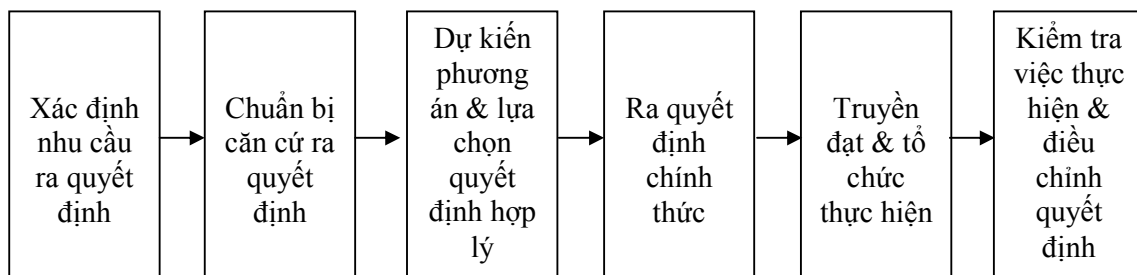 Xác định
nhu cầu
ra quyết
định
Chuẩn bị
căn cứ ra
quyết
định
Dự kiến
phương
án & lựa
chọn
quyết
định hợp
lý
Ra quyết
định
chính
thức
Truyền
đạt & tổ
chức
thực hiện
Kiểm tra
việc thực
hiện &
điều
chỉnh
quyết
định